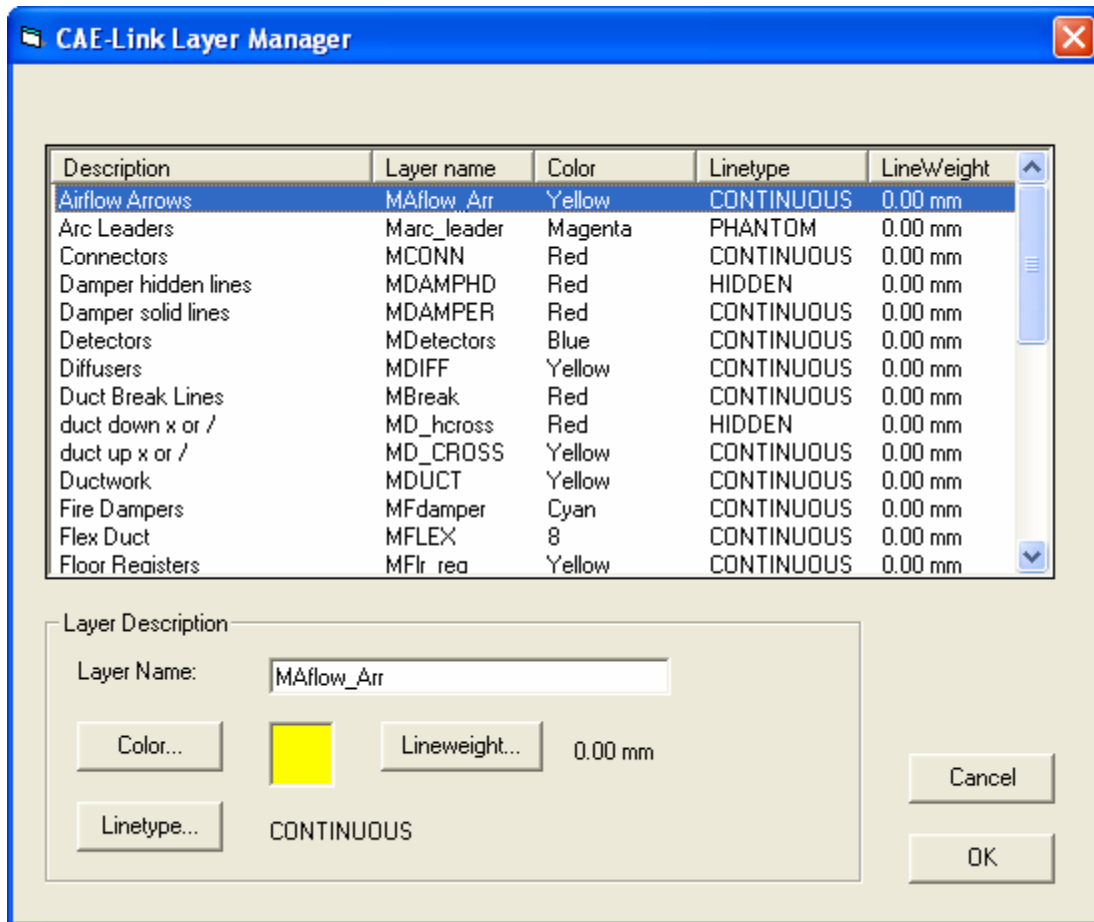 CAE-Link Layer Manager
Description Layer name Color Linetype LineWeight
Airflow Arrows MAflow_Arr Yellow CONTINUOUS 0.00 mm
Arc Leaders Marc_leader Magenta PHANTOM 0.00 mm
Connectors MCONN Red CONTINUOUS 0.00 mm
Damper hidden lines MDAMPHD Red HIDDEN 0.00 mm
Damper solid lines MDAMPER Red CONTINUOUS 0.00 mm
Detectors MDetectors Blue CONTINUOUS 0.00 mm
Diffusers MDIFF Yellow CONTINUOUS 0.00 mm
Duct Break Lines MBreak Red CONTINUOUS 0.00 mm
duct down x or / MD_hcross Red HIDDEN 0.00 mm
duct up x or / MD_CROSS Yellow CONTINUOUS 0.00 mm
Ductwork MDUCT Yellow CONTINUOUS 0.00 mm
Fire Dampers MFdamper Cyan CONTINUOUS 0.00 mm
Flex Duct MFLEX 8 CONTINUOUS 0.00 mm
Floor Registers MFlr_reg Yellow CONTINUOUS 0.00 mm
Layer Description
Layer Name: MAflow_Arr
Color... Lineweight... 0.00 mm
Cancel
Linetype... CONTINUOUS
OK